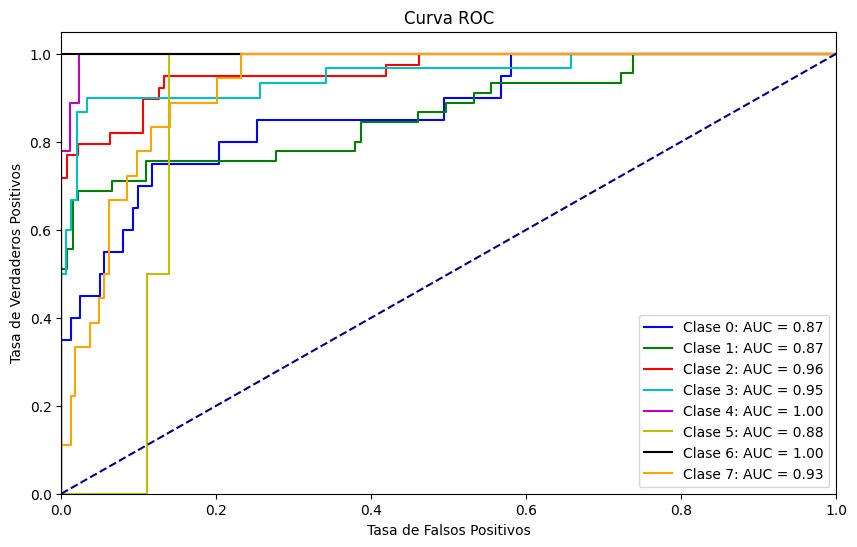 Curva ROC
Tasa de Verdaderos Positivos
1.0
0.8
0.6
0.4
0.2
0.0
0.0 0.2 0.4 0.6 0.8 1.0
Tasa de Falsos Positivos
Clase 0: AUC = 0.87
Clase 1: AUC = 0.87
Clase 2: AUC = 0.96
Clase 3: AUC = 0.95
Clase 4: AUC = 1.00
Clase 5: AUC = 0.88
Clase 6: AUC = 1.00
Clase 7: AUC = 0.93